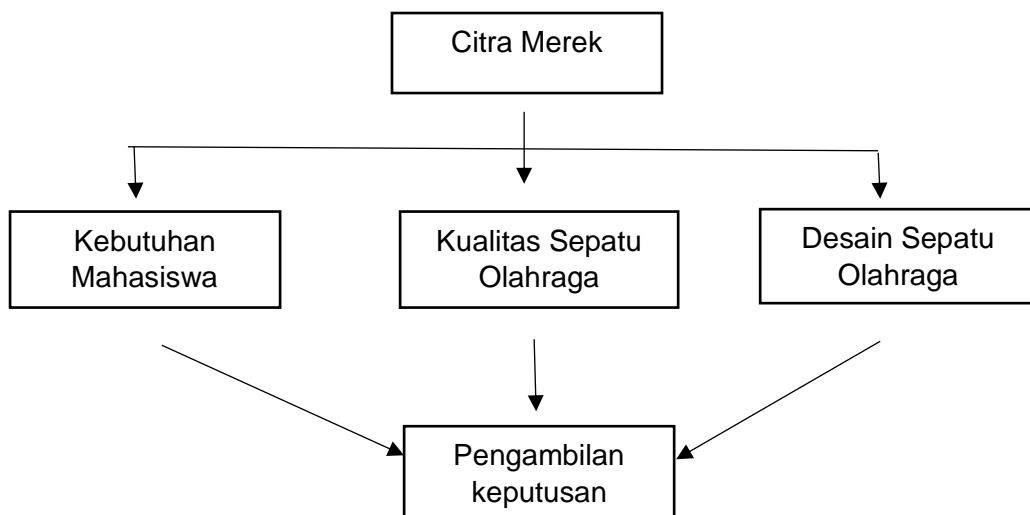 Citra Merek
Kebutuhan
Mahasiswa
Kualitas Sepatu
Olahraga
Desain Sepatu
Olahraga
Pengambilan
keputusan